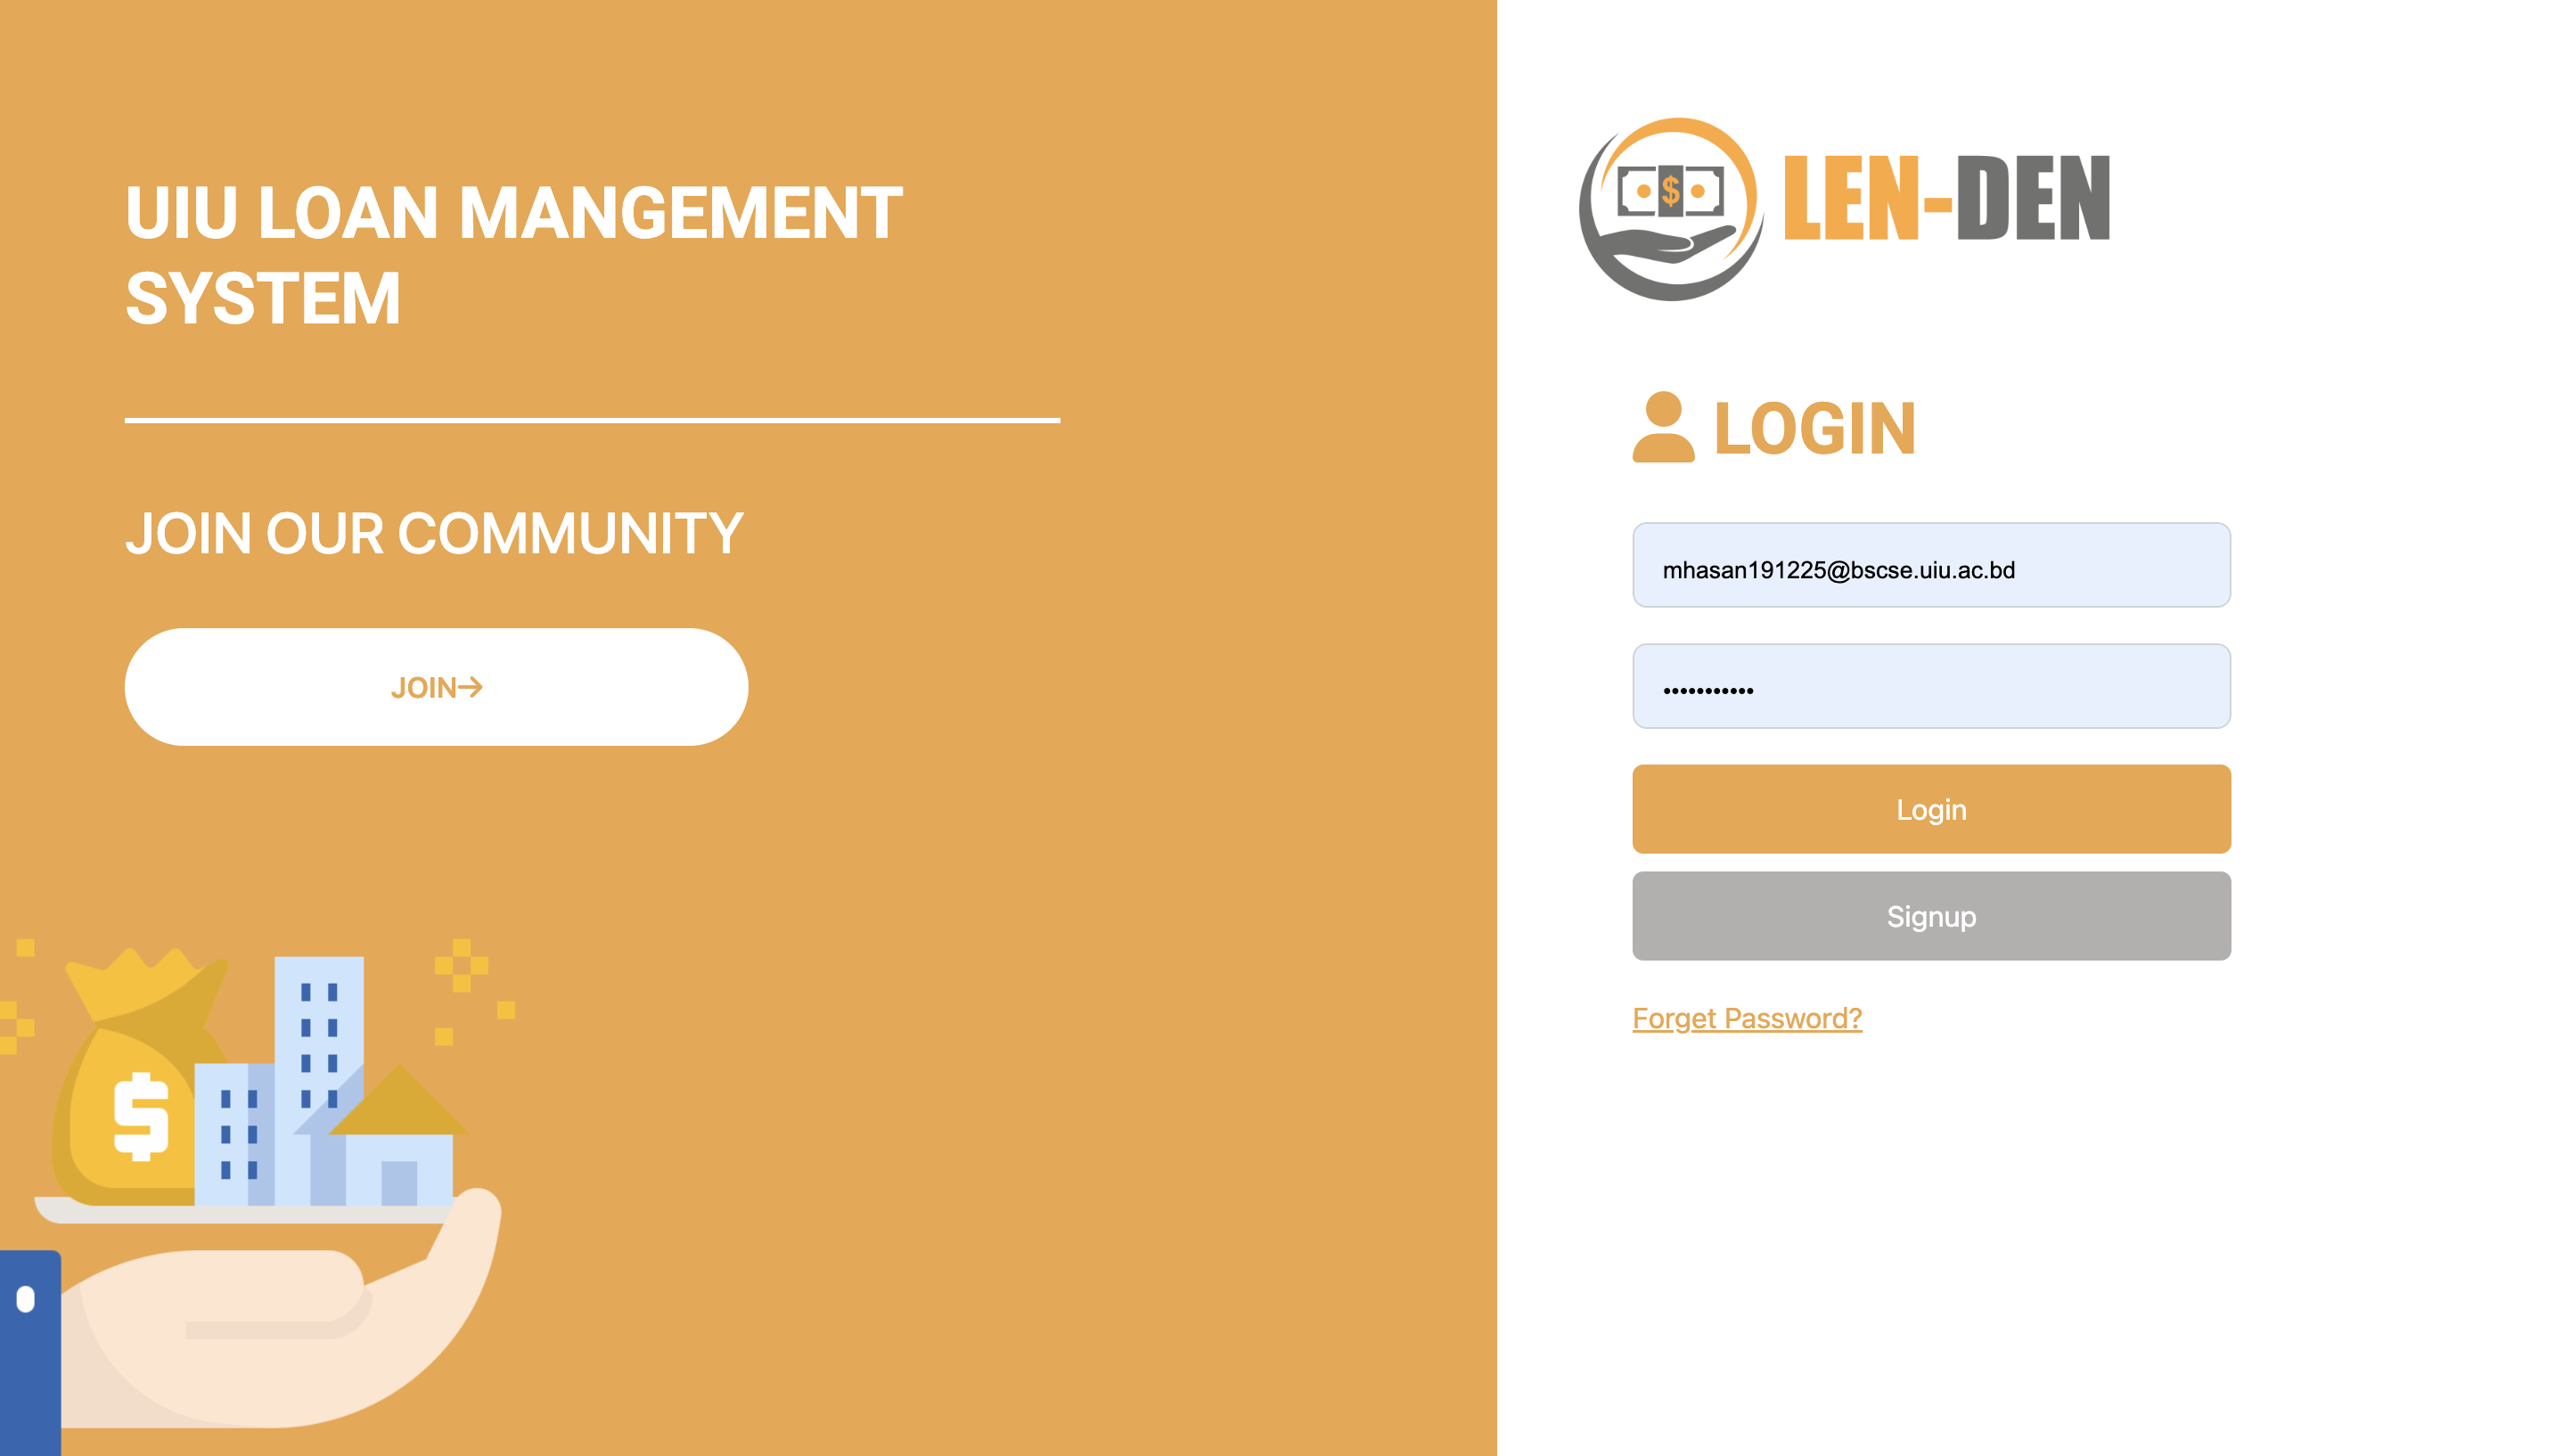 UIU LOAN MANGEMENT
SYSTEM
JOIN OUR COMMUNITY
JOIN→
$
$
LEN-DEN
LOGIN
mhasan191225@bscse.uiu.ac.bd
•••••••••••
Login
Signup
Forget Password?